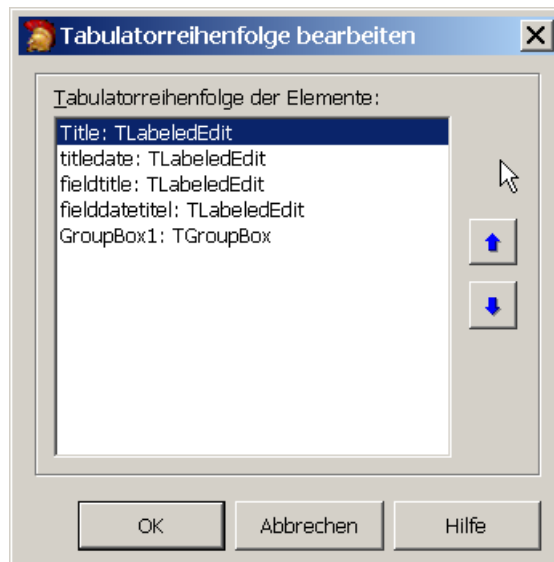 Tabulatorreihenfolge bearbeiten
Tabulatorreihenfolge der Elemente:
Title: TLabeledEdit
titledate: TLabeledEdit
fieldtitle: TLabeledEdit
fielddatetitel: TLabeledEdit
GroupBox1: TGroupBox
OK
Abbrechen
Hilfe